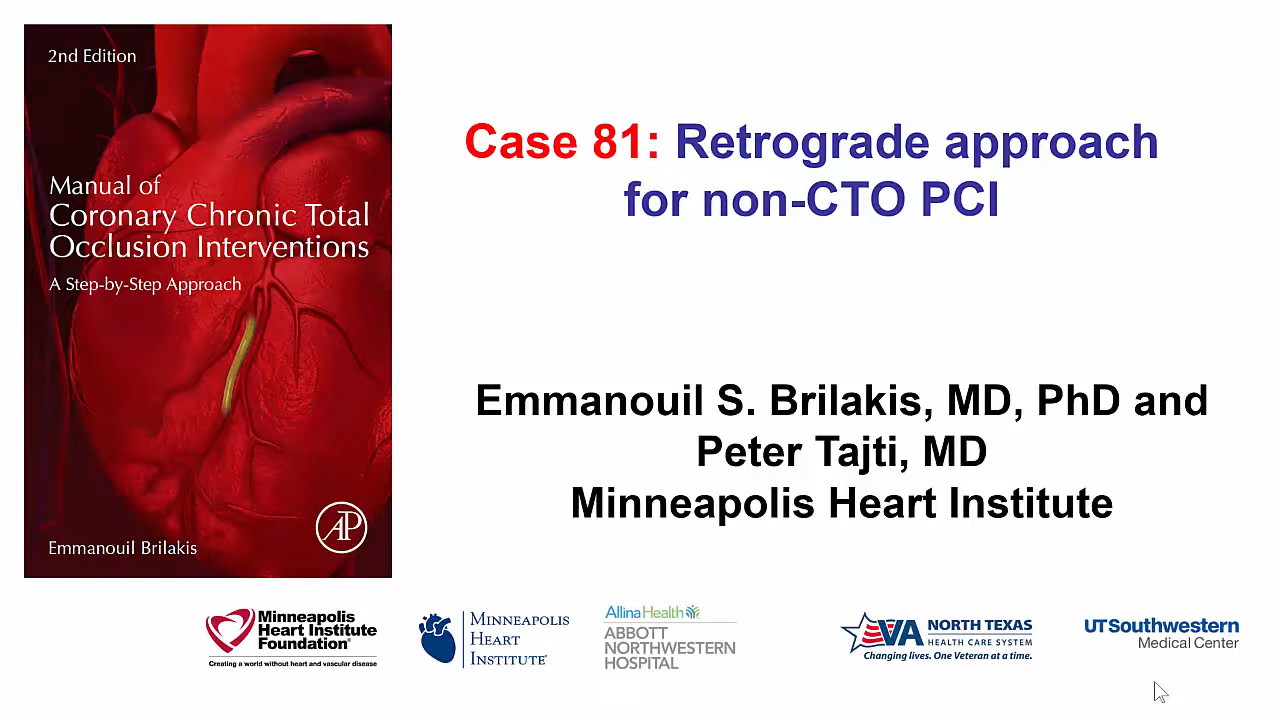 2nd Edition
Manual of
Coronary Chronic Total
Occlusion Interventions
A Step-by-Step Approach
AP
Emmanouil Brilakis
Case 81: Retrograde approach
for non-CTO PCI
Emmanouil S. Brilakis, MD, PhD and
Peter Tajti, MD
Minneapolis Heart Institute
Minneapolis
Heart Institute
Foundation®
Creating a world without heart and vascular disease
MINNEAPOLIS
HEART
INSTITUTE®
Allina Health
ABBOTT
NORTHWESTERN
HOSPITAL
VA
NORTH TEXAS
HEALTH CARE SYSTEM
Changing lives. One Veteran at a time.
UTSouthwestern
Medical Center